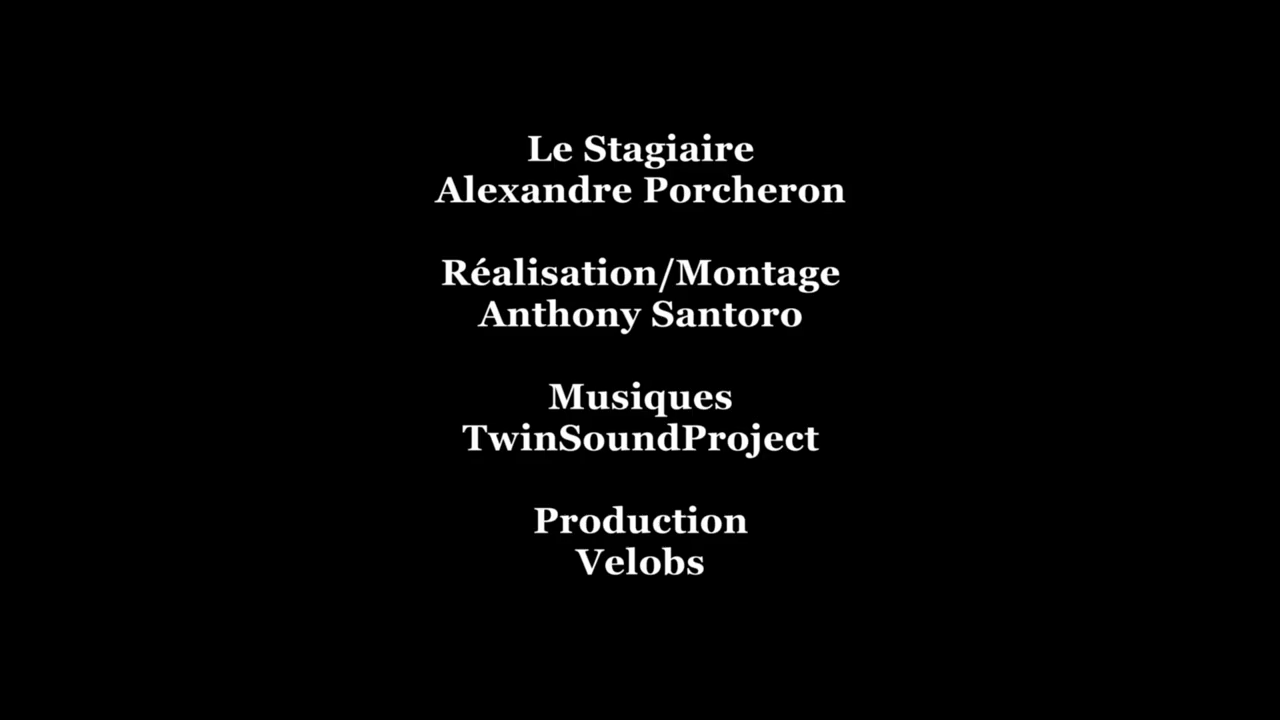 Le Stagiaire
Alexandre Porcheron
Réalisation/Montage
Anthony Santoro
Musiques
TwinSoundProject
Production
Velobs